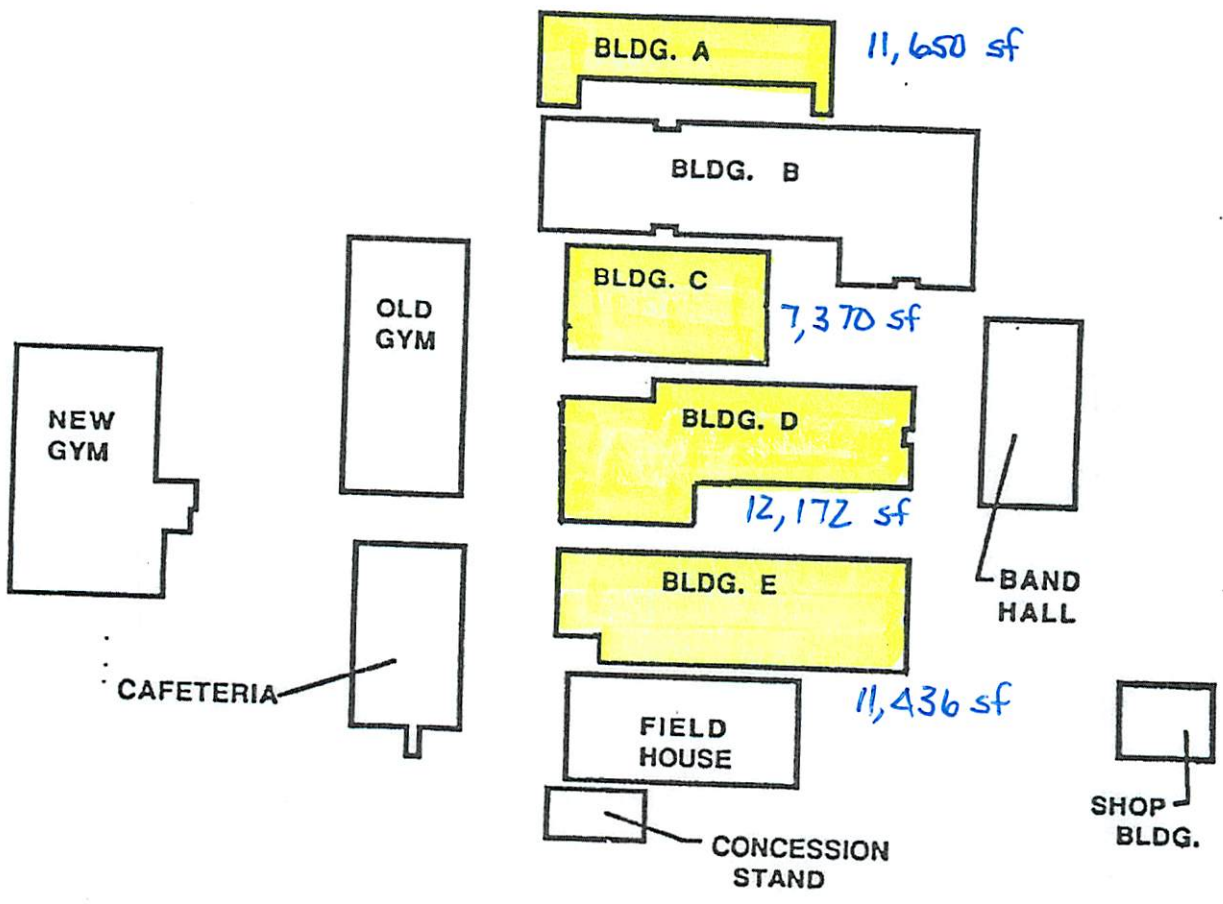 BLDG. A
11,650 sf
BLDG. B
BLDG. C
7,370 sf
OLD
GYM
NEW
GYM
BLDG. D
12,172 sf
BLDG. E
BAND
HALL
CAFETERIA
11,436 sf
FIELD
HOUSE
SHOP
BLDG.
CONCESSION
STAND